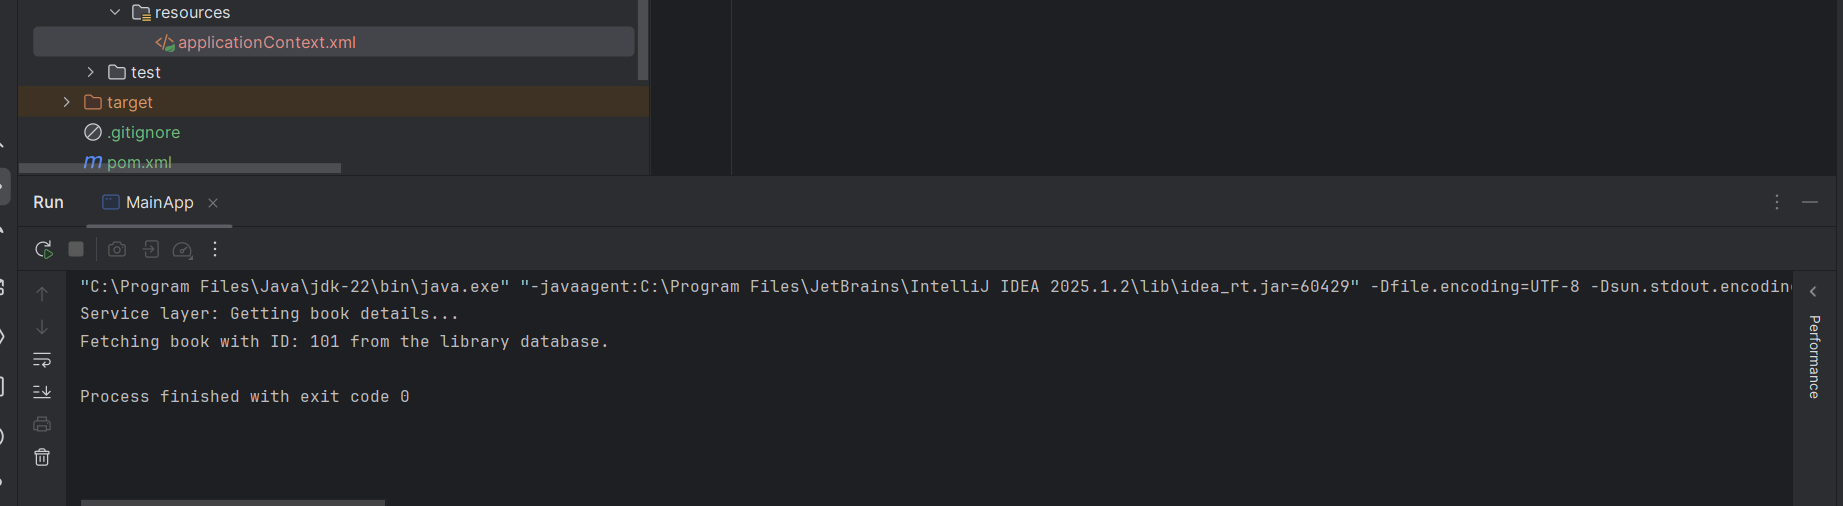 resources
applicationContext.xml
test
target
.gitignore
pom.xml
Run MainApp
"C:\Program Files\Java\jdk-22\bin\java.exe" "-javaagent:C:\Program Files\JetBrains\IntelliJ IDEA 2025.1.2\lib\idea_rt.jar=60429" -Dfile.encoding=UTF-8 -Dsun.stdout.encoding
Service layer: Getting book details...
Fetching book with ID: 101 from the library database.
Process finished with exit code 0
Performance